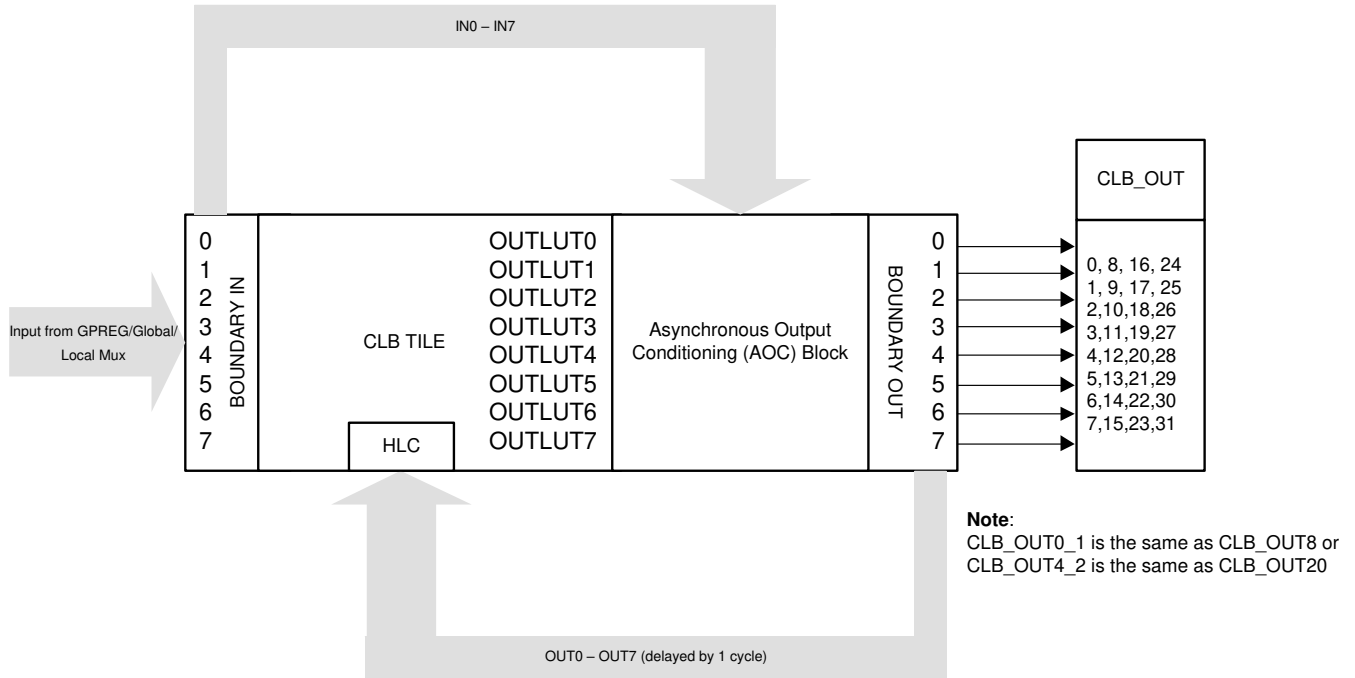 IN0 – IN7
Input from GPREG/Global/
Local Mux
0
1
2
3
4
5
6
7
BOUNDARY IN
CLB TILE
HLC
OUTLUT0
OUTLUT1
OUTLUT2
OUTLUT3
OUTLUT4
OUTLUT5
OUTLUT6
OUTLUT7
Asynchronous Output
Conditioning (AOC) Block
BOUNDARY OUT
0
1
2
3
4
5
6
7
CLB_OUT
0, 8, 16, 24
1, 9, 17, 25
2,10,18,26
3,11,19,27
4,12,20,28
5,13,21,29
6,14,22,30
7,15,23,31
Note:
CLB_OUT0_1 is the same as CLB_OUT8 or
CLB_OUT4_2 is the same as CLB_OUT20
OUT0 – OUT7 (delayed by 1 cycle)